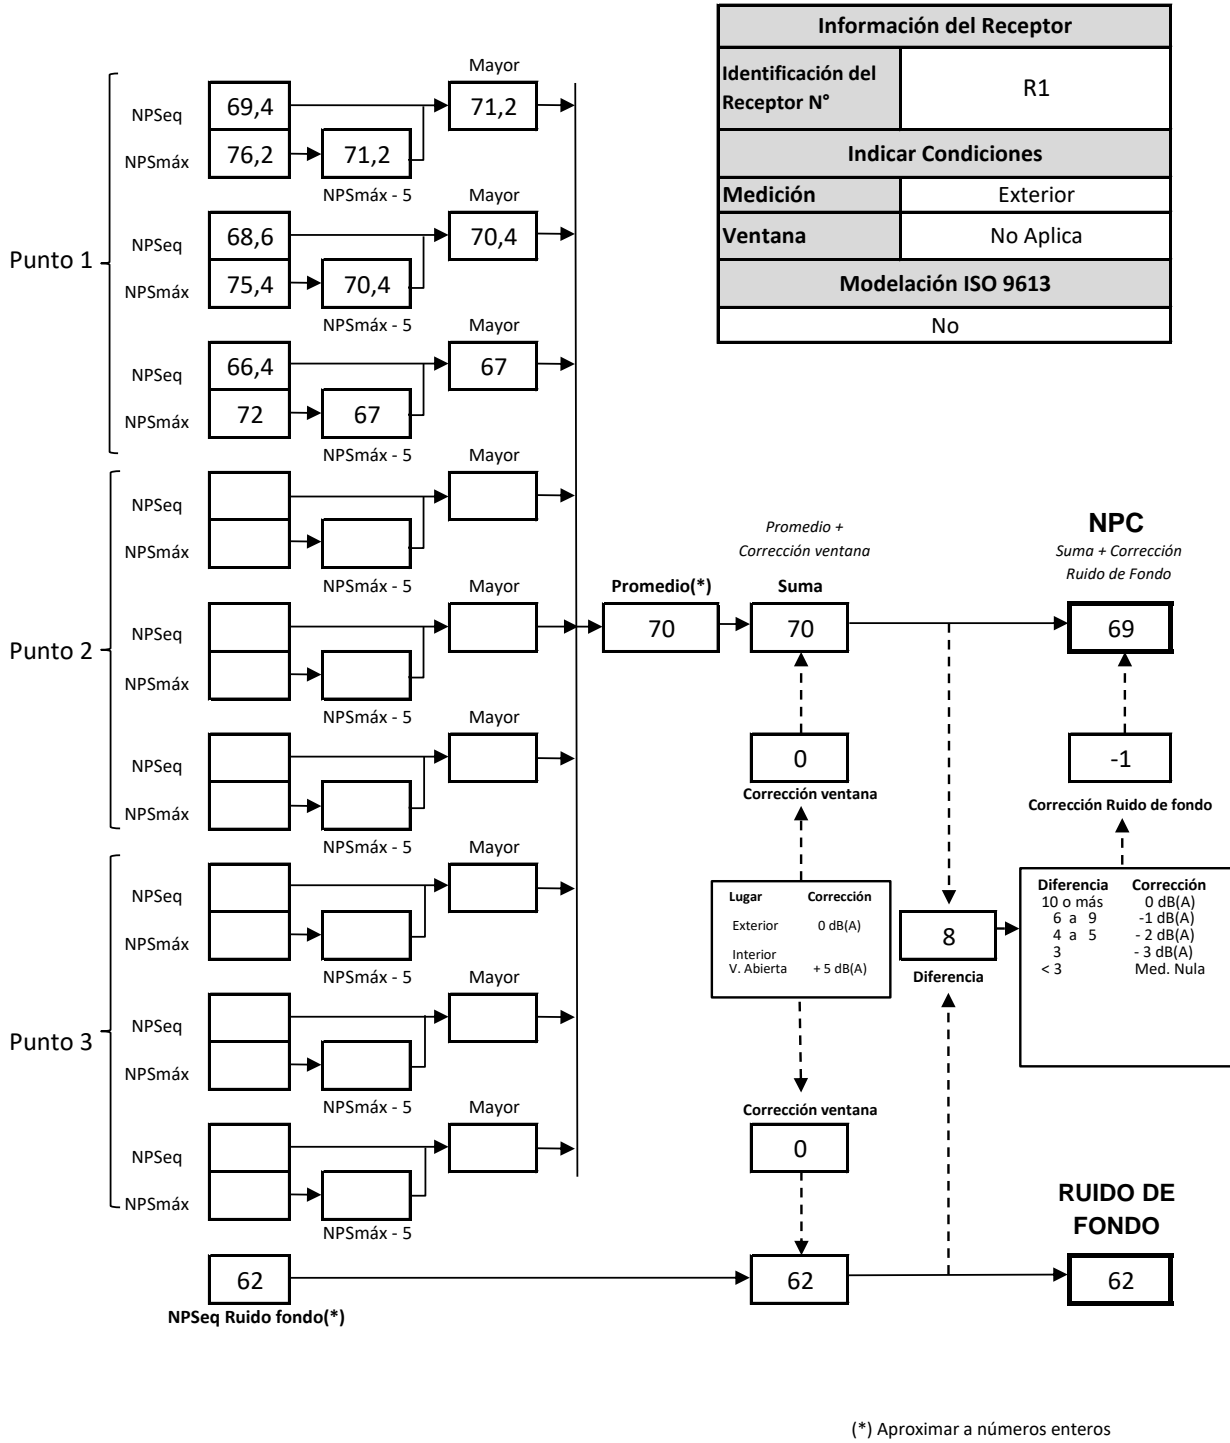 Información del Receptor
Identificación del
Receptor N°
R1
Indicar Condiciones
Medición Exterior
Ventana No Aplica
Modelación ISO 9613
No
Punto 1
Mayor
NPSeq 69,4 71,2
NPSmáx 76,2 71,2
NPSmáx - 5
Mayor
NPSeq 68,6 70,4
NPSmáx 75,4 70,4
NPSmáx - 5
Mayor
NPSeq 66,4 67
NPSmáx 72 67
NPSmáx - 5
Punto 2
Mayor
NPSeq
NPSmáx
NPSmáx - 5
Mayor
NPSeq
NPSmáx
NPSmáx - 5
Mayor
NPSeq
NPSmáx
NPSmáx - 5
Punto 3
Mayor
NPSeq
NPSmáx
NPSmáx - 5
Mayor
NPSeq
NPSmáx
NPSmáx - 5
Mayor
NPSeq
NPSmáx
NPSmáx - 5
62
NPSeq Ruido fondo(*)
Promedio(*)
70
Promedio +
Corrección ventana
Suma
70
0
Corrección ventana
Lugar Corrección
Exterior 0 dB(A)
Interior
V. Abierta + 5 dB(A)
Corrección ventana
0
62
8
Diferencia
NPC
Suma + Corrección
Ruido de Fondo
69
-1
Corrección Ruido de fondo
Diferencia Corrección
10 o más 0 dB(A)
6 a 9 -1 dB(A)
4 a 5 - 2 dB(A)
3 - 3 dB(A)
< 3 Med. Nula
RUIDO DE
FONDO
62
(*) Aproximar a números enteros